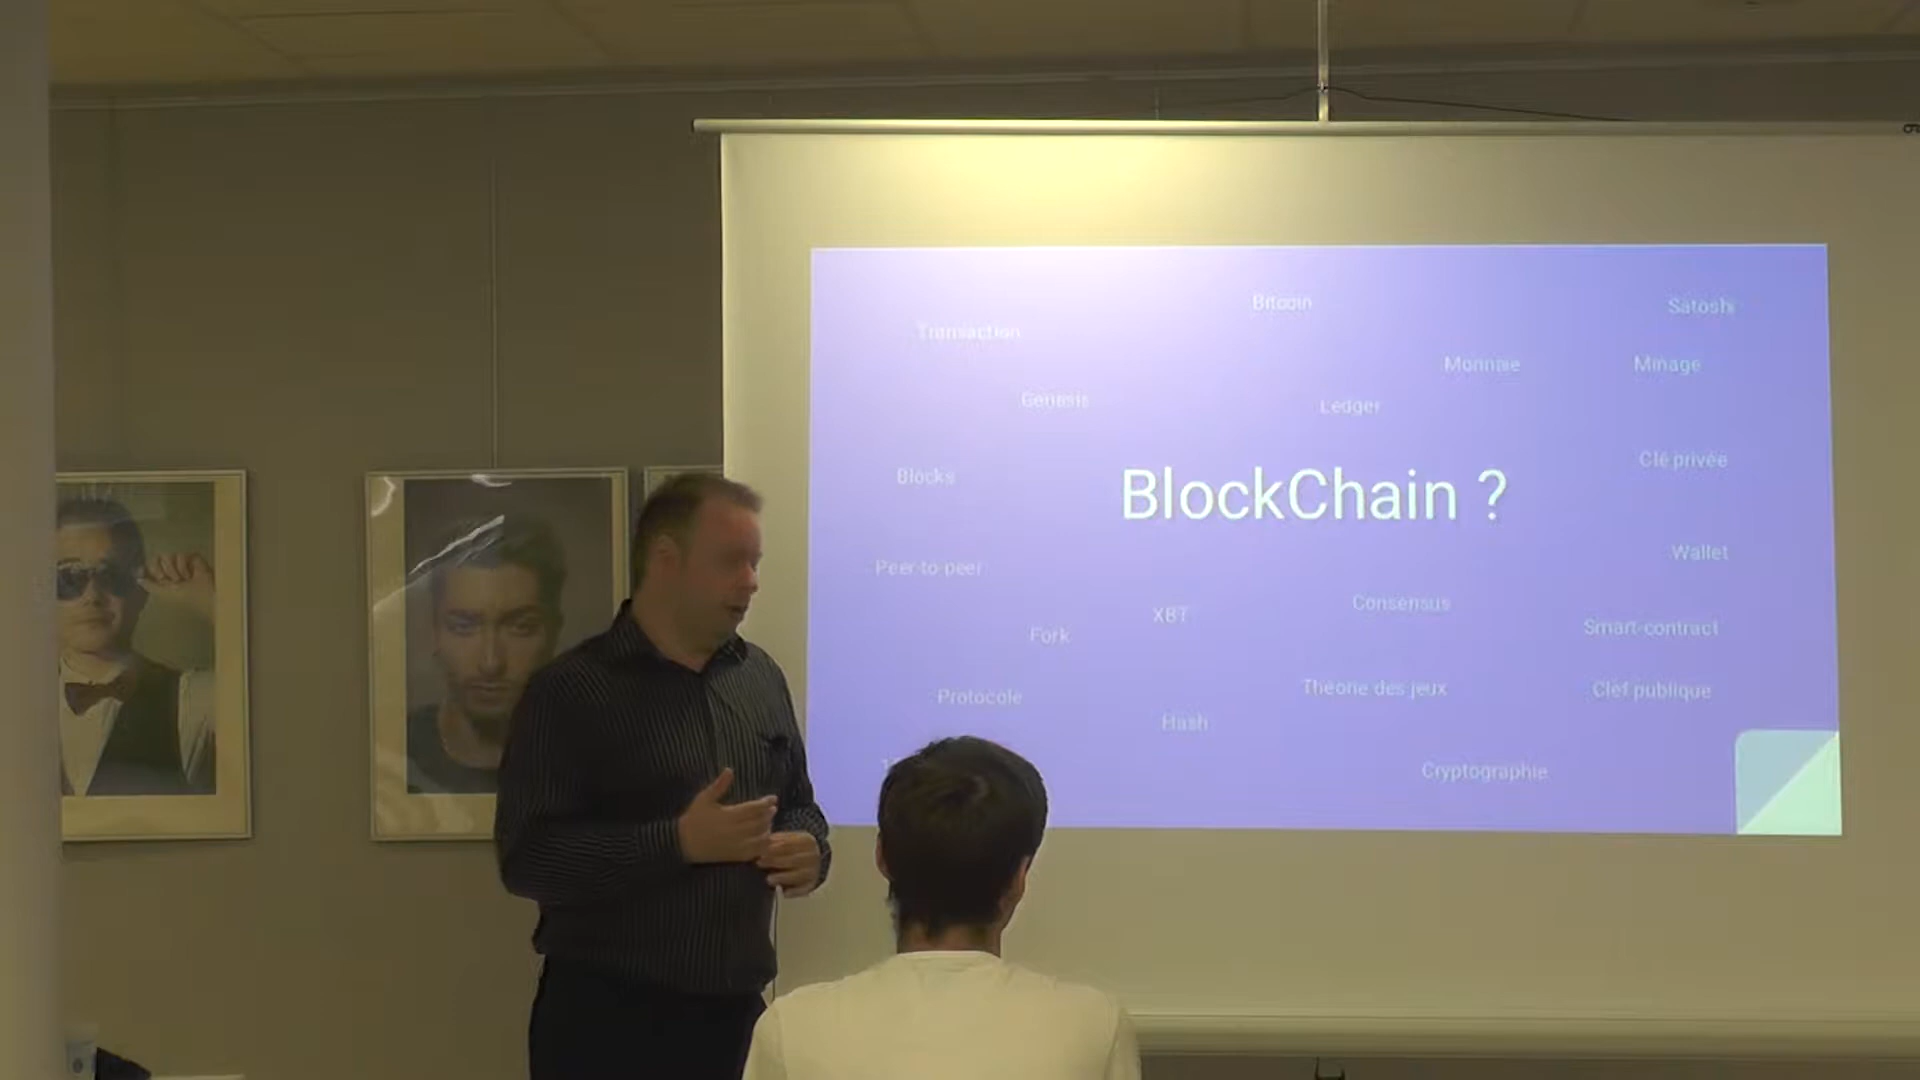 Bitcoin
Satoshi
Transaction
Monnaie
Minage
Genesis
Ledger
Clé privée
Blocks
BlockChain ?
Wallet
Peer-to-peer
Consensus
XBT
Smart-contract
Fork
Théorie des jeux
Clef publique
Protocole
Hash
Cryptographie